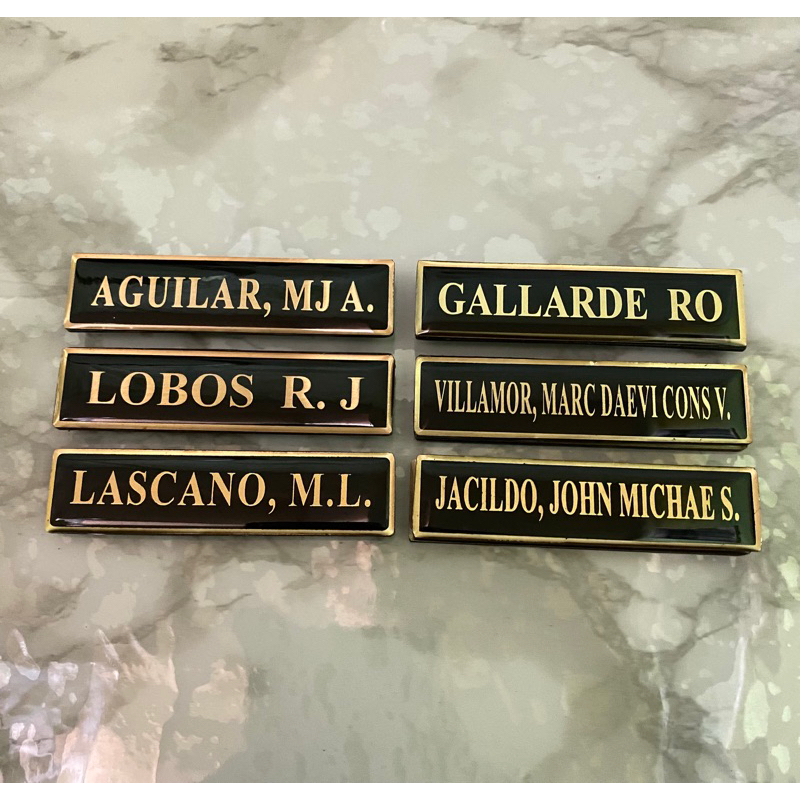 AGUILAR, MJ A.
GALLARDE RO
LOBOS R. J
VILLAMOR, MARC DAEVI CONS V.
LASCANO, M.L.
JACILDO, JOHN MICHAE S.